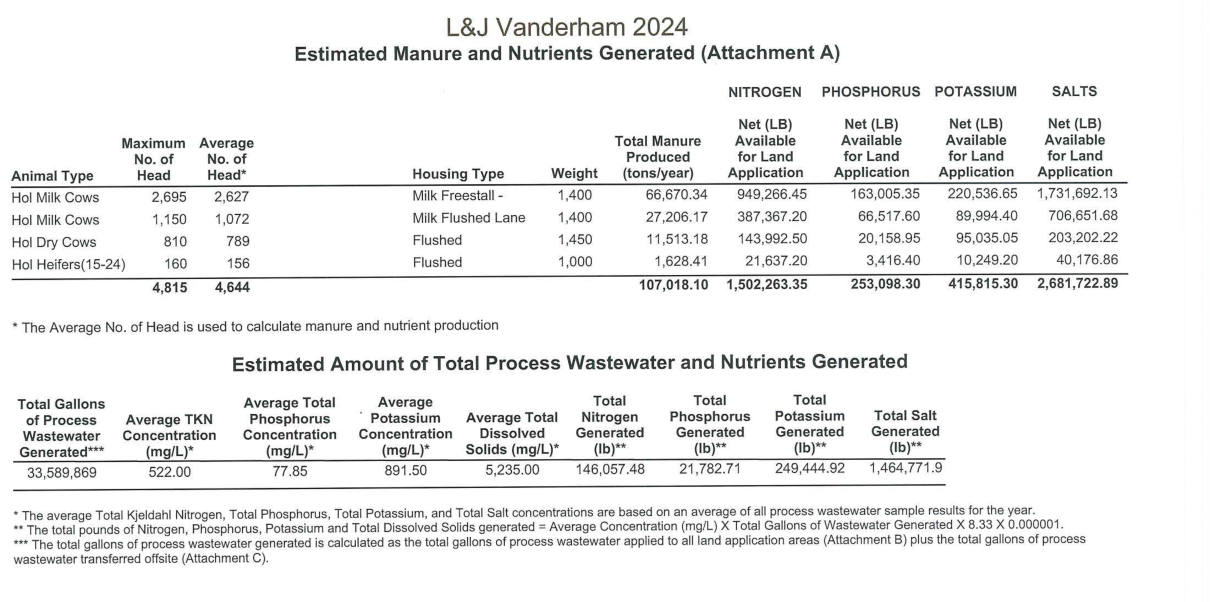 L&J Vanderham 2024
Estimated Manure and Nutrients Generated (Attachment A)
NITROGEN PHOSPHORUS POTASSIUM SALTS
Animal Type Maximum No. of Head Average No. of Head* Housing Type Weight Total Manure Produced (tons/year) Net (LB) Available for Land Application Net (LB) Available for Land Application Net (LB) Available for Land Application Net (LB) Available for Land Application
Hol Milk Cows 2,695 2,627 Milk Freestall - 1,400 66,670.34 949,266.45 163,005.35 220,536.65 1,731,692.13
Hol Milk Cows 1,150 1,072 Milk Flushed Lane 1,400 27,206.17 387,367.20 66,517.60 89,994.40 706,651.68
Hol Dry Cows 810 789 Flushed 1,450 11,513.18 143,992.50 20,158.95 95,035.05 203,202.22
Hol Heifers(15-24) 160 156 Flushed 1,000 1,628.41 21,637.20 3,416.40 10,249.20 40,176.86
4,815 4,644 107,018.10 1,502,263.35 253,098.30 415,815.30 2,681,722.89
* The Average No. of Head is used to calculate manure and nutrient production
Estimated Amount of Total Process Wastewater and Nutrients Generated
Total Gallons of Process Wastewater Generated*** Average TKN Concentration (mg/L)* Average Total Phosphorus Concentration (mg/L)* Average Potassium Concentration (mg/L)* Average Total Dissolved Solids (mg/L)* Total Nitrogen Generated (lb)** Total Phosphorus Generated (lb)** Total Potassium Generated (lb)** Total Salt Generated (lb)**
33,589,869 522.00 77.85 891.50 5,235.00 146,057.48 21,782.71 249,444.92 1,464,771.9
* The average Total Kjeldahl Nitrogen, Total Phosphorus, Total Potassium, and Total Salt concentrations are based on an average of all process wastewater sample results for the year.
** The total pounds of Nitrogen, Phosphorus, Potassium and Total Dissolved Solids generated = Average Concentration (mg/L) X Total Gallons of Wastewater Generated X 8.33 X 0.000001.
*** The total gallons of process wastewater generated is calculated as the total gallons of process wastewater applied to all land application areas (Attachment B) plus the total gallons of process
wastewater transferred offsite (Attachment C).